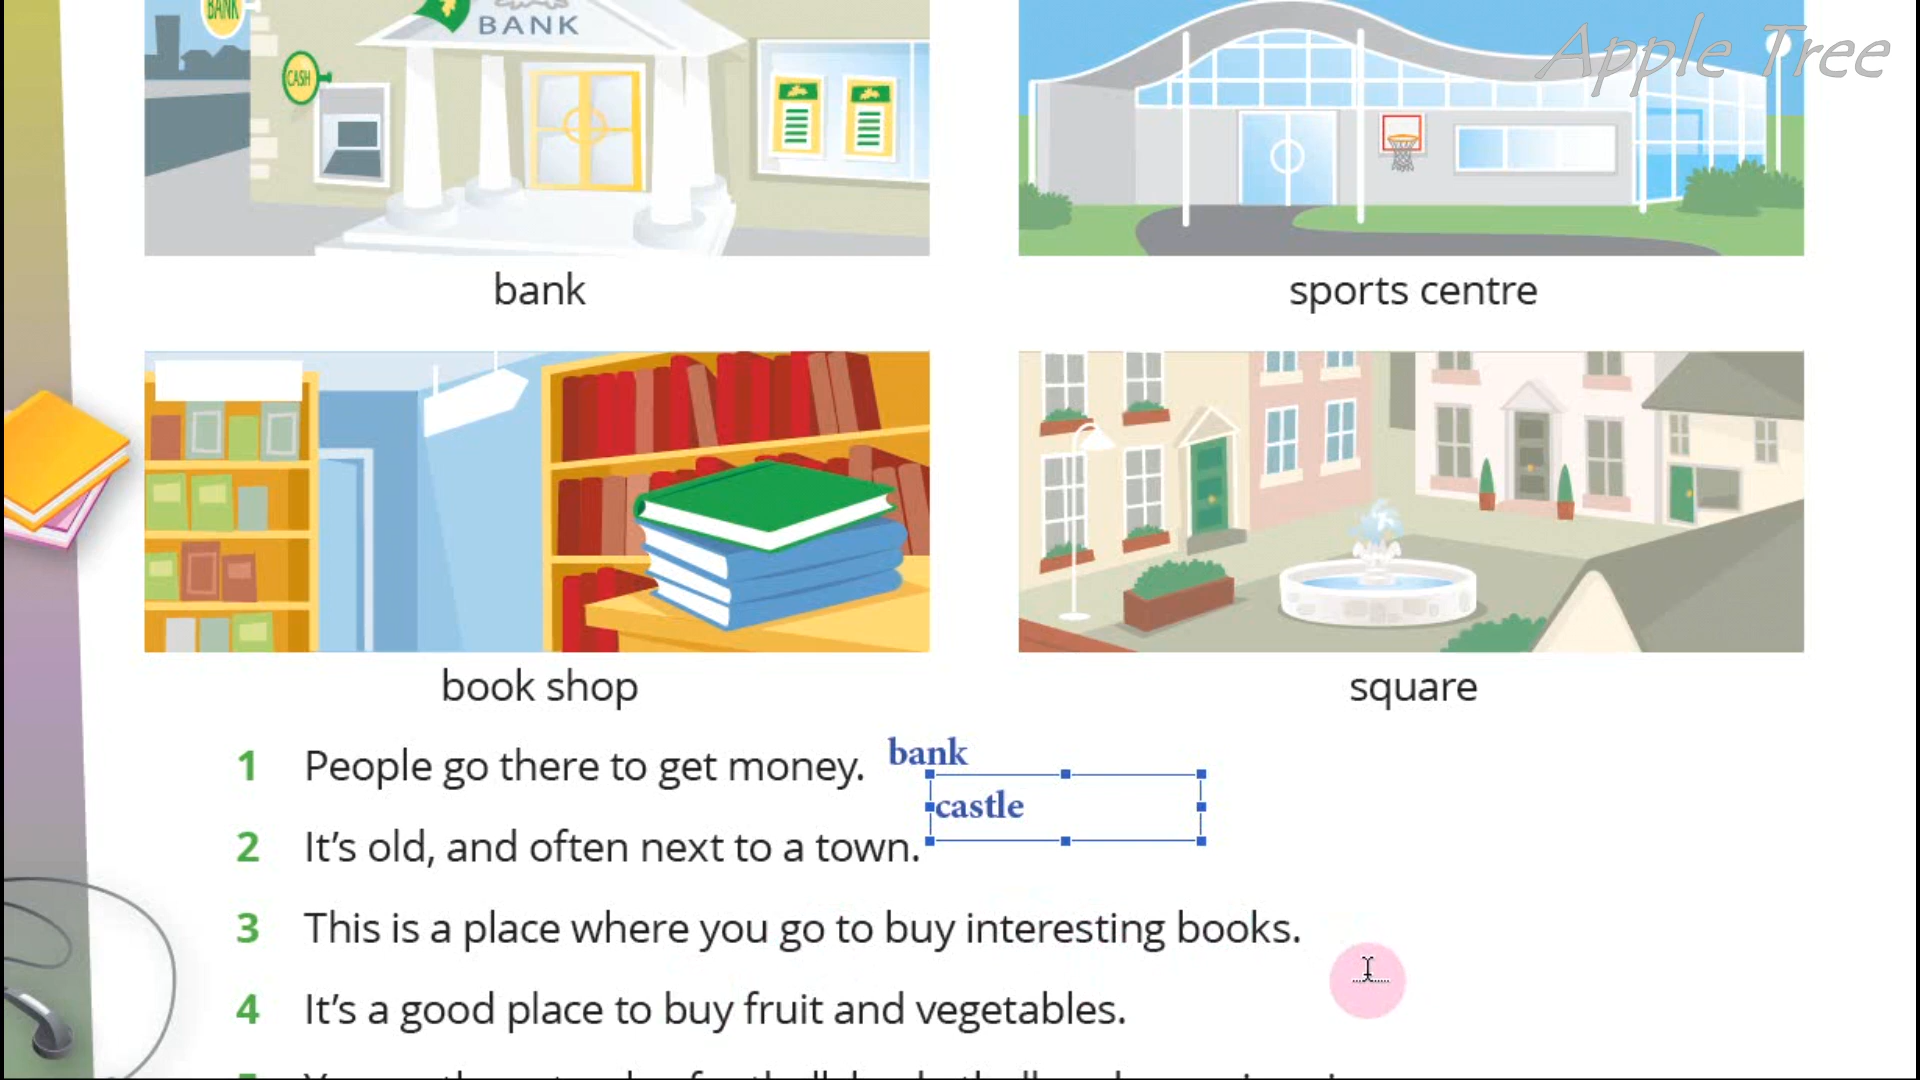 Apple Tree
BANK
BANK
CASH
bank
sports centre
book shop
square
1 People go there to get money. bank
castle
2 It's old, and often next to a town.
3 This is a place where you go to buy interesting books.
4 It's a good place to buy fruit and vegetables.